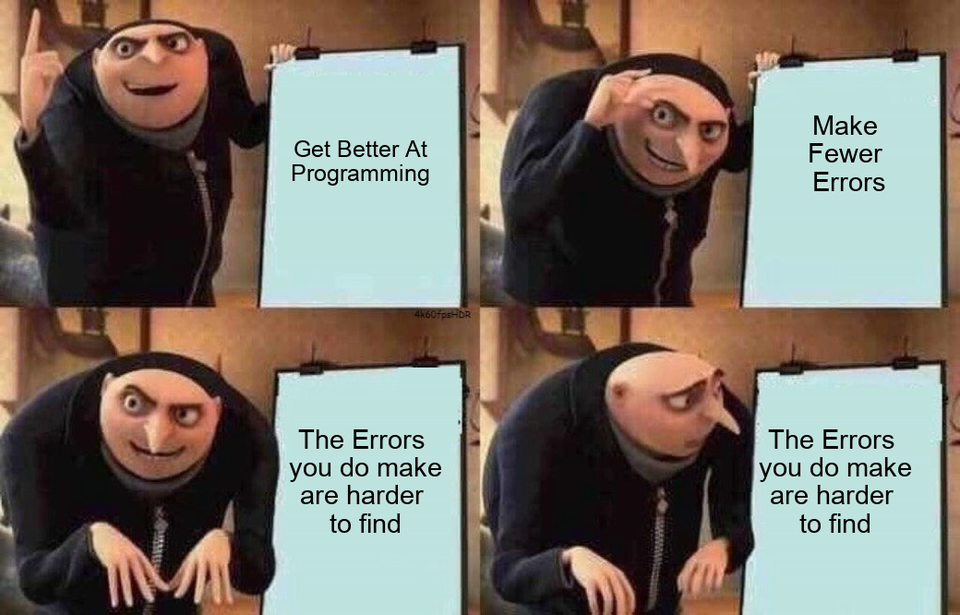 Get Better At
Programming
Make
Fewer
Errors
4k60fpsHDR
The Errors
you do make
are harder
to find
The Errors
you do make
are harder
to find